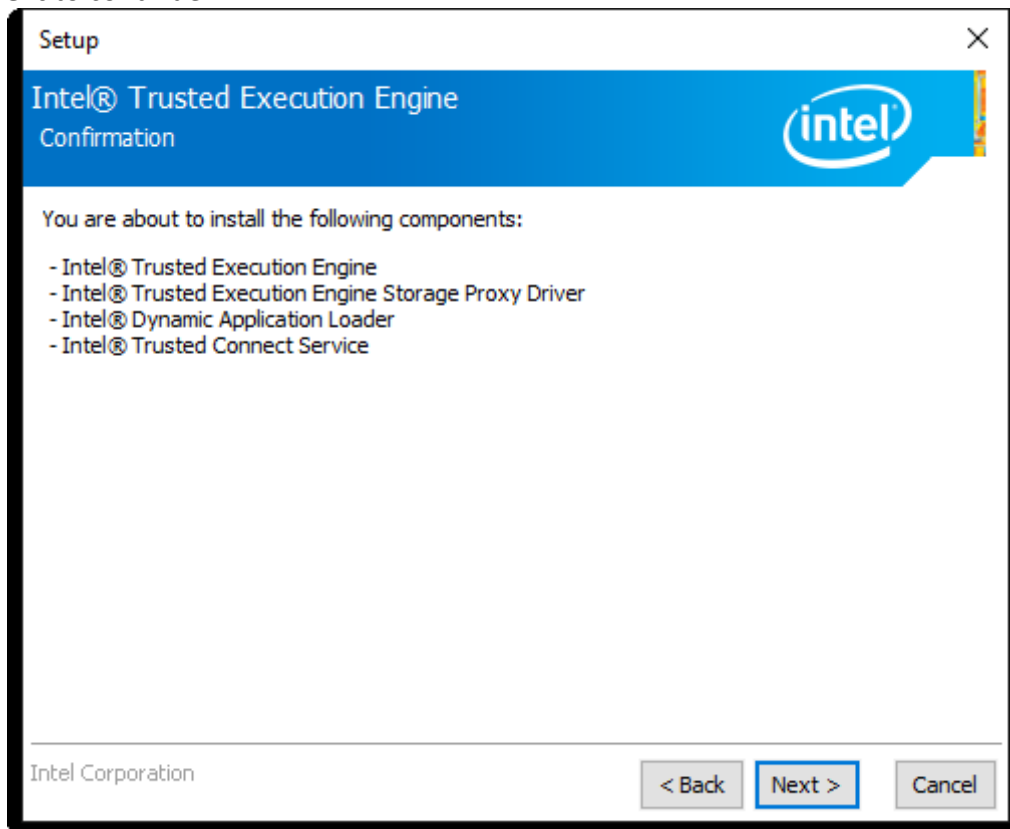 Setup
Intel® Trusted Execution Engine
Confirmation
intel
You are about to install the following components:
- Intel® Trusted Execution Engine
- Intel® Trusted Execution Engine Storage Proxy Driver
- Intel® Dynamic Application Loader
- Intel® Trusted Connect Service
Intel Corporation
< Back Next > Cancel